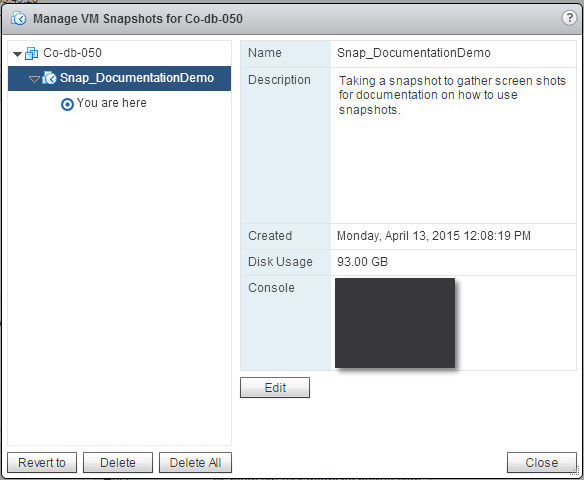 Manage VM Snapshots for Co-db-050
?
Co-db-050
Snap_DocumentationDemo
You are here
Name
Snap_DocumentationDemo
Description
Taking a snapshot to gather screen shots
for documentation on how to use
snapshots.
Created
Monday, April 13, 2015 12:08:19 PM
Disk Usage
93.00 GB
Console
Edit
Revert to
Delete
Delete All
Close